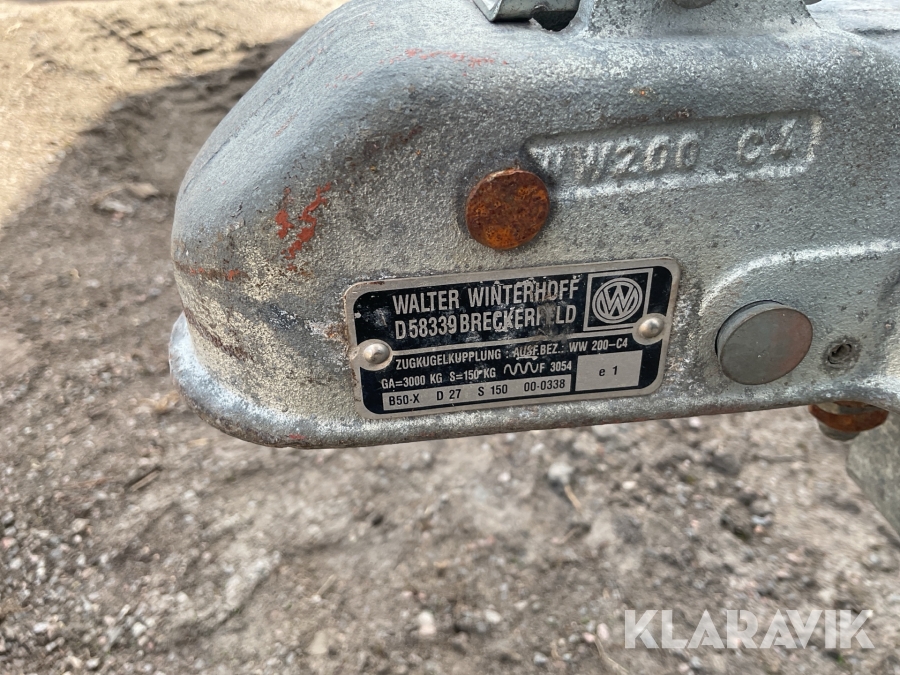 WW200 C4
WALTER WINTERHOFF
D58339 BRECKERFELD
ZUGKUGELKUPPLUNG : AUSF.BEZ.: WW 200-C4
GA=3000 KG S=150 KG F 3054
B50-X D 27 S 150 00-0338
e 1
KLARAVIK